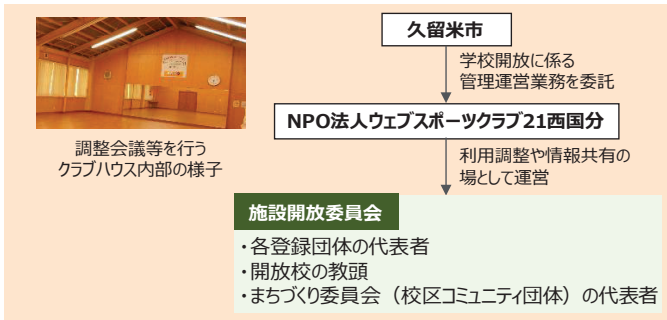 久留米市
学校開放に係る
管理運営業務を委託
NPO法人ウェブスポーツクラブ21西国分
調整会議等を行う
クラブハウス内部の様子
利用調整や情報共有の
場として運営
施設開放委員会
・各登録団体の代表者
・開放校の教頭
・まちづくり委員会（校区コミュニティ団体）の代表者